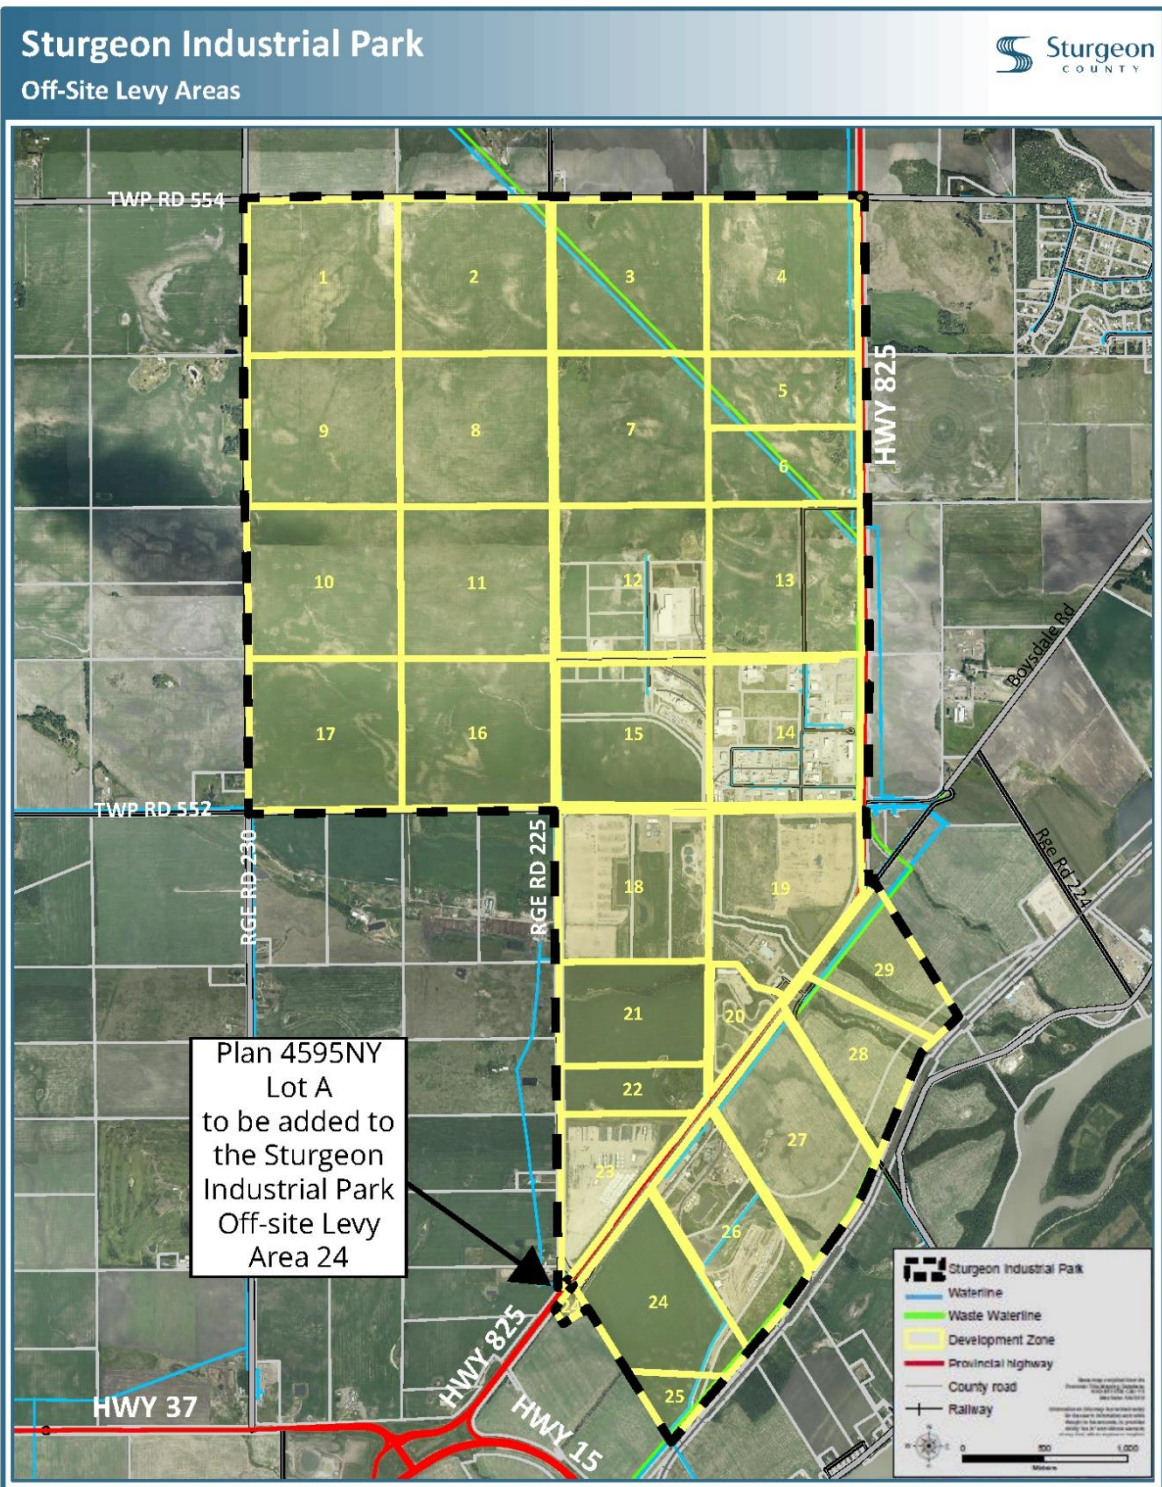 Sturgeon Industrial Park
Off-Site Levy Areas
Sturgeon
COUNTY
TWP RD 554
1
2
3
4
5
HWY 825
9
8
7
6
10
11
12
13
Boysdale Rd
17
16
15
14
TWP RD 552
RGE RD 230
RGE RD 225
18
19
Rge Rd 224
29
21
20
28
22
27
23
26
Plan 4595NY
Lot A
to be added to
the Sturgeon
Industrial Park
Off-site Levy
Area 24
24
24
25
HWY 825
HWY 37
HWY 15
Sturgeon Industrial Park
Waterline
Waste Waterline
Development Zone
Provincial highway
County road
Railway
N
W
E
S
0 500 1,000
Meters